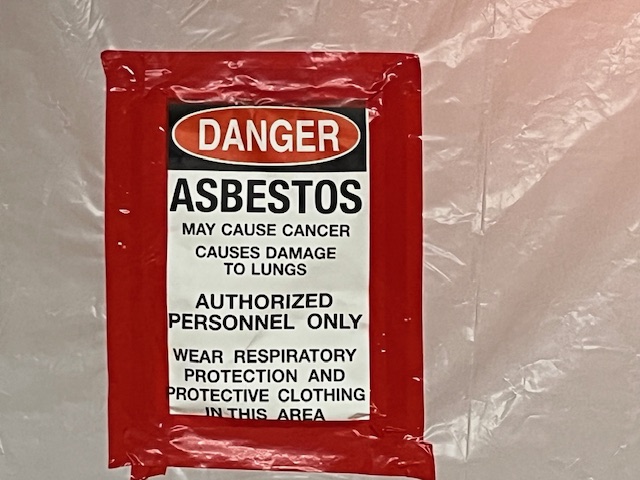 DANGER
ASBESTOS
MAY CAUSE CANCER
CAUSES DAMAGE
TO LUNGS
AUTHORIZED
PERSONNEL ONLY
WEAR RESPIRATORY
PROTECTION AND
PROTECTIVE CLOTHING
IN THIS AREA